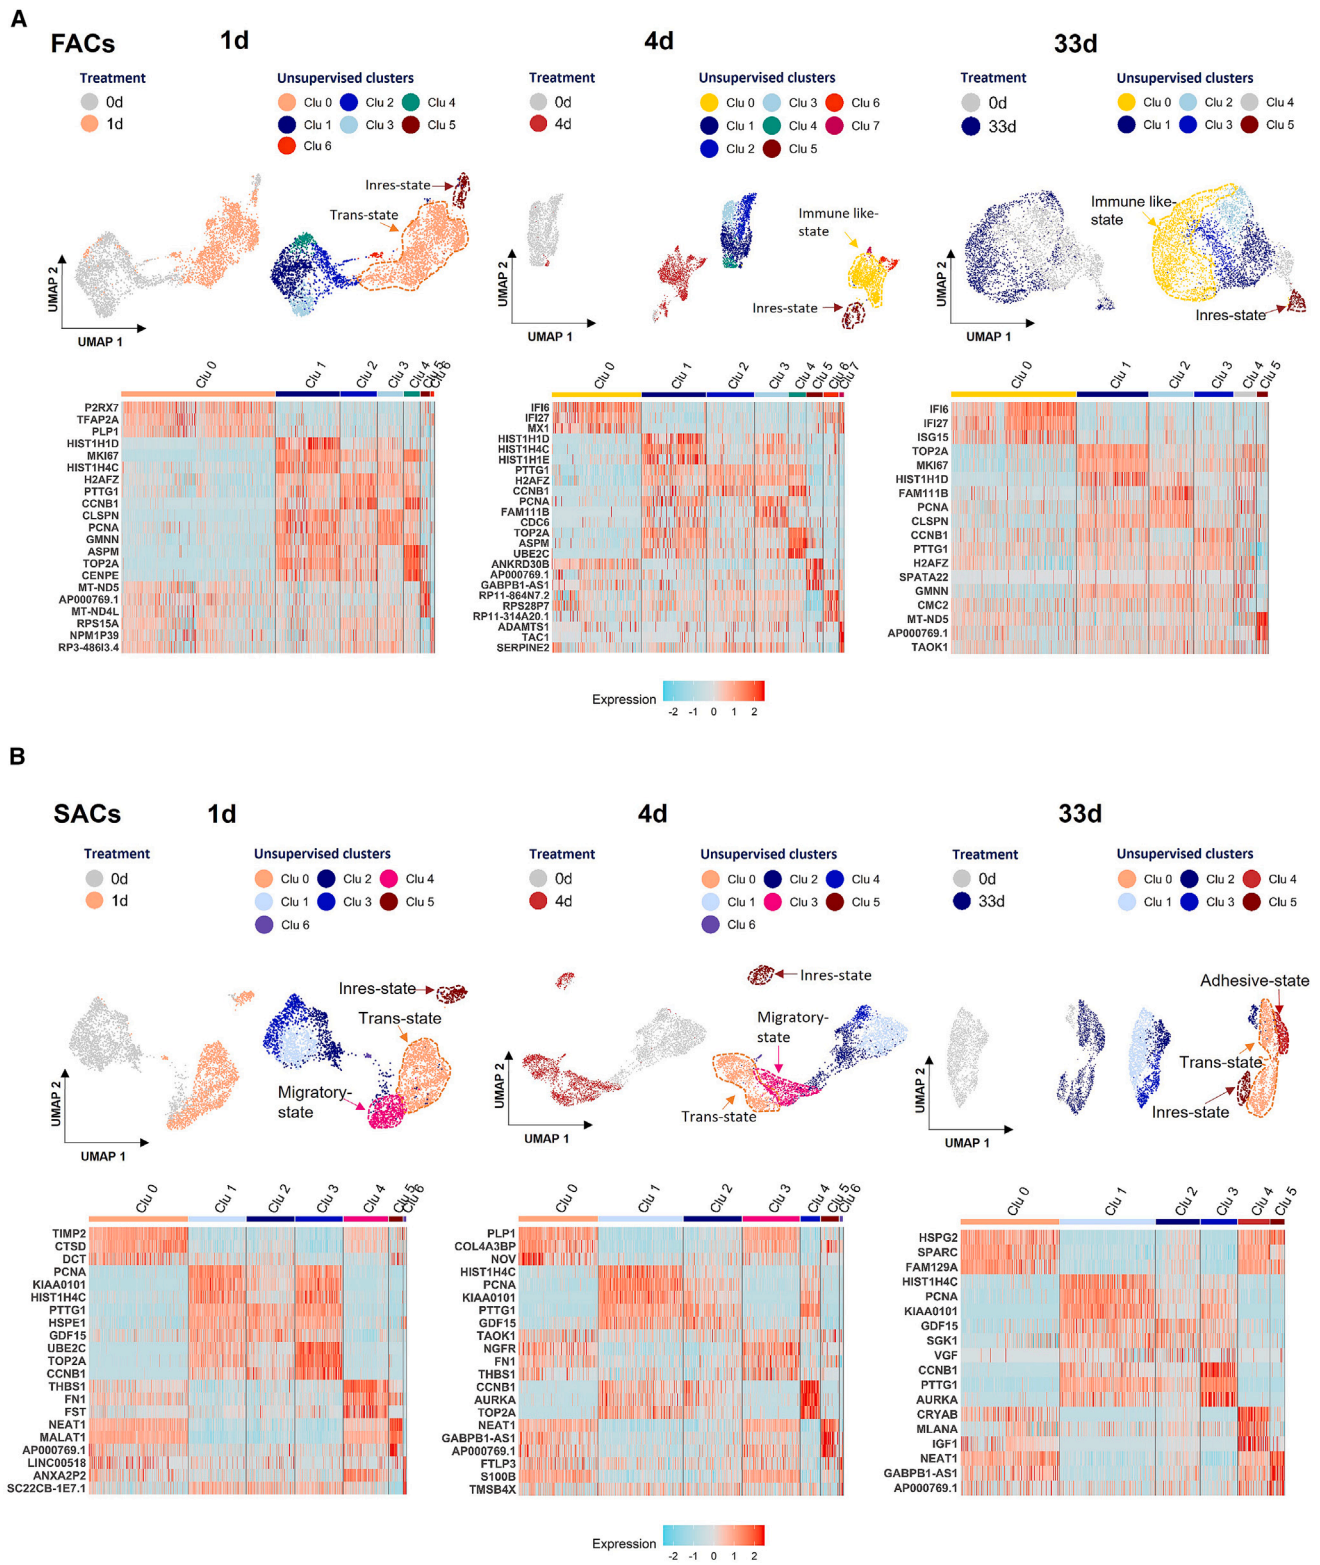 A
FACs
1d
4d
33d
Treatment
0d
1d
Unsupervised clusters
Clu 0
Clu 2
Clu 4
Clu 1
Clu 3
Clu 5
Clu 6
Treatment
0d
4d
Unsupervised clusters
Clu 0
Clu 3
Clu 6
Clu 1
Clu 4
Clu 7
Clu 2
Clu 5
Treatment
0d
33d
Unsupervised clusters
Clu 0
Clu 2
Clu 4
Clu 1
Clu 3
Clu 5
Inres-state
Trans-state
UMAP 2
UMAP 1
Immune like-
state
Inres-state
UMAP 2
UMAP 1
Immune like-
state
Inres-state
UMAP 2
UMAP 1
Clu 0
Clu 1
Clu 2
Clu 3
Clu 4
Clu 5
Clu 6
P2RX7
TFAP2A
PLP1
HIST1H1D
MKI67
HIST1H4C
H2AFZ
PTTG1
CCNB1
CLSPN
PCNA
GMNN
ASPM
TOP2A
CENPE
MT-ND5
AP000769.1
MT-ND4L
RPS15A
NPM1P39
RP3-486I3.4
Clu 0
Clu 1
Clu 2
Clu 3
Clu 4
Clu 5
Clu 6
Clu 7
IFI6
IFI27
MX1
HIST1H1D
HIST1H4C
HIST1H1E
PTTG1
H2AFZ
CCNB1
PCNA
FAM111B
CDC6
TOP2A
ASPM
UBE2C
ANKRD30B
AP000769.1
GABPB1-AS1
RP11-864N7.2
RPS28P7
RP11-314A20.1
ADAMTS1
TAC1
SERPINE2
Clu 0
Clu 1
Clu 2
Clu 3
Clu 4
Clu 5
IFI6
IFI27
ISG15
TOP2A
MKI67
HIST1H1D
FAM111B
PCNA
CLSPN
CCNB1
PTTG1
H2AFZ
SPATA22
GMNN
CMC2
MT-ND5
AP000769.1
TAOK1
Expression
-2 -1 0 1 2
B
SACs
1d
4d
33d
Treatment
0d
1d
Unsupervised clusters
Clu 0
Clu 2
Clu 4
Clu 1
Clu 3
Clu 5
Clu 6
Treatment
0d
4d
Unsupervised clusters
Clu 0
Clu 2
Clu 4
Clu 1
Clu 3
Clu 5
Clu 6
Treatment
0d
33d
Unsupervised clusters
Clu 0
Clu 2
Clu 4
Clu 1
Clu 3
Clu 5
Inres-state
Trans-state
Migratory-
state
UMAP 2
UMAP 1
Inres-state
Migratory-
state
Trans-state
UMAP 2
UMAP 1
Adhesive-state
Trans-state
Inres-state
UMAP 2
UMAP 1
Clu 0
Clu 1
Clu 2
Clu 3
Clu 4
Clu 5
Clu 6
TIMP2
CTSD
DCT
PCNA
KIAA0101
HIST1H4C
PTTG1
HSPE1
GDF15
UBE2C
TOP2A
CCNB1
THBS1
FN1
FST
NEAT1
MALAT1
AP000769.1
LINC00518
ANXA2P2
SC22CB-1E7.1
Clu 0
Clu 1
Clu 2
Clu 3
Clu 4
Clu 5
Clu 6
PLP1
COL4A3BP
NOV
HIST1H4C
PCNA
KIAA0101
PTTG1
GDF15
TAOK1
NGFR
FN1
THBS1
CCNB1
AURKA
TOP2A
NEAT1
GABPB1-AS1
AP000769.1
FTLP3
S100B
TMSB4X
Clu 0
Clu 1
Clu 2
Clu 3
Clu 4
Clu 5
HSPG2
SPARC
FAM129A
HIST1H4C
PCNA
KIAA0101
GDF15
SGK1
VGF
CCNB1
PTTG1
AURKA
CRYAB
MLANA
IGF1
NEAT1
GABPB1-AS1
AP000769.1
Expression
-2 -1 0 1 2